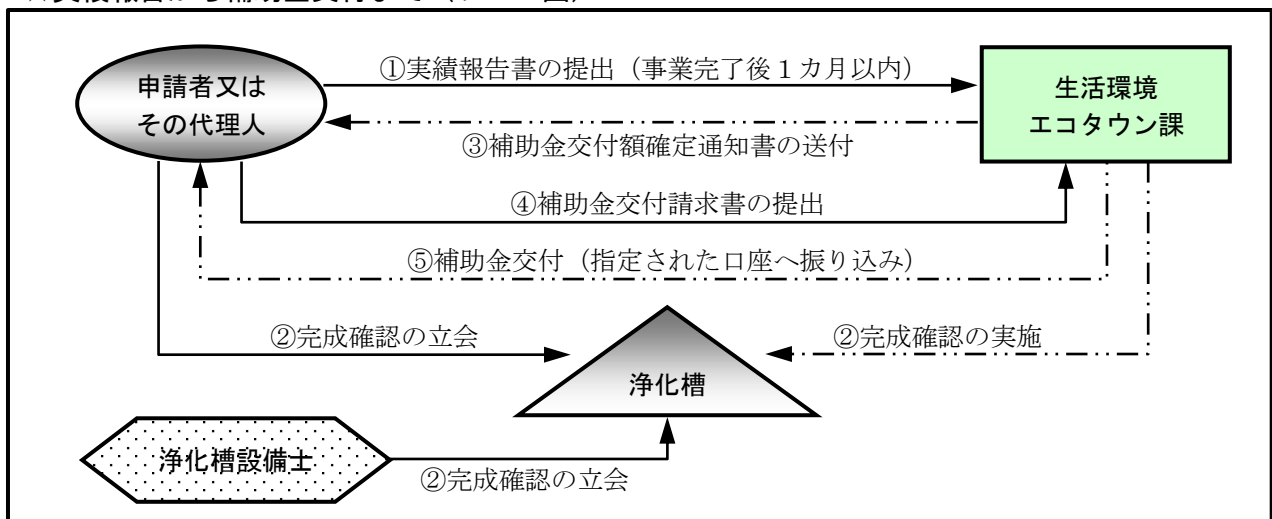 申請者又は
その代理人
①実績報告書の提出（事業完了後１カ月以内）
生活環境
エコタウン課
③補助金交付額確定通知書の送付
④補助金交付請求書の提出
⑤補助金交付（指定された口座へ振り込み）
②完成確認の立会
②完成確認の実施
浄化槽
浄化槽設備士
②完成確認の立会